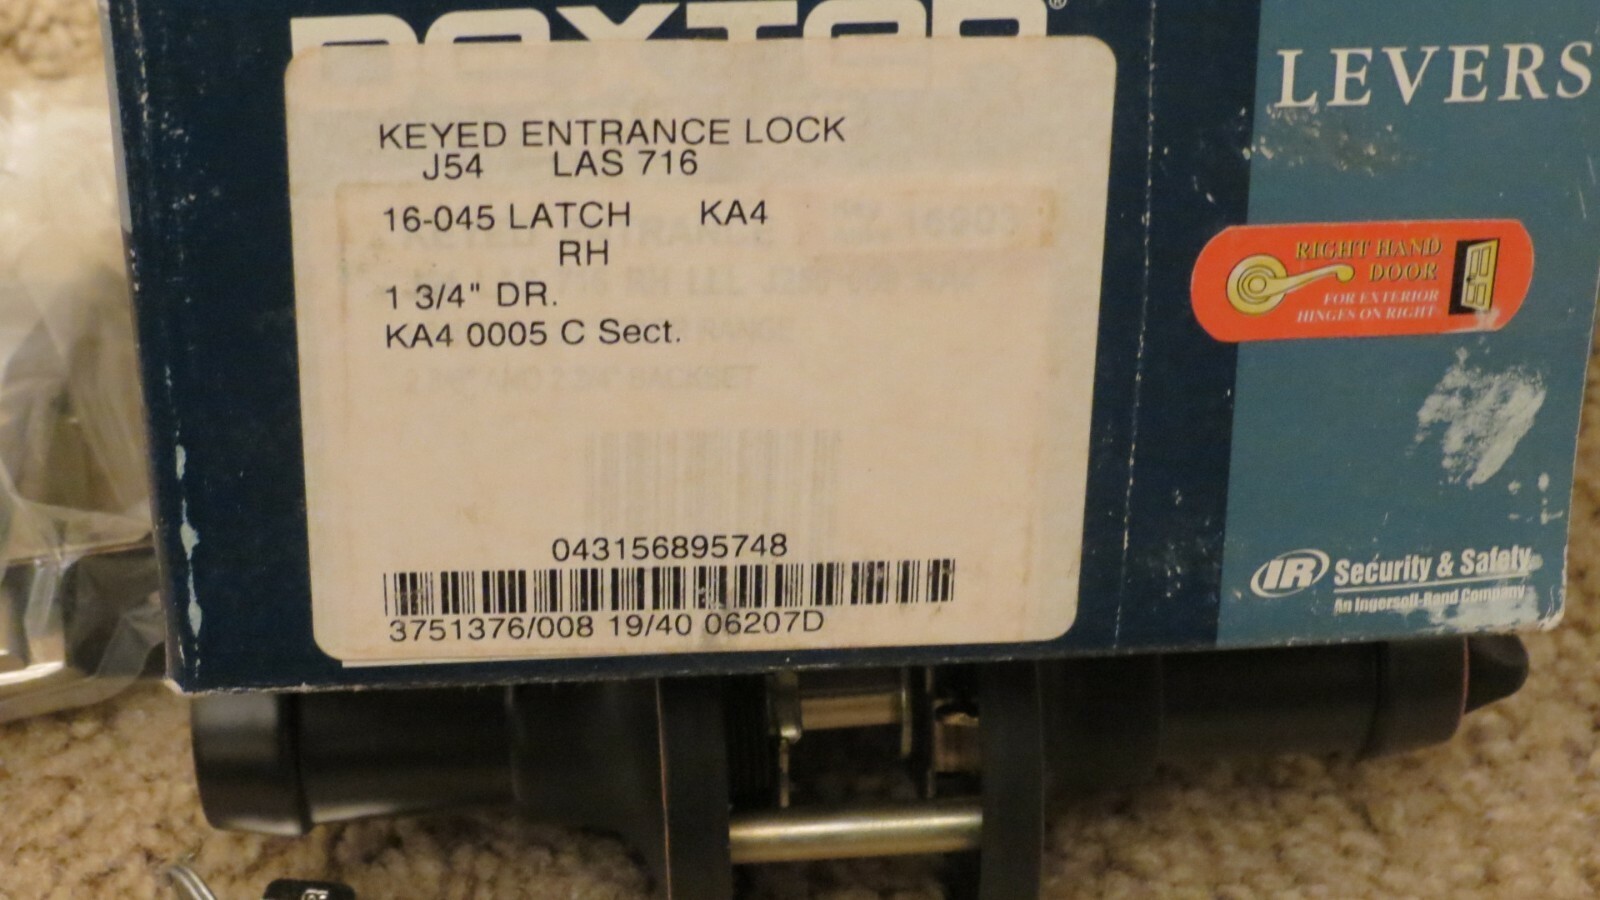 DEXTER®
KEYED ENTRANCE LOCK
J54 LAS 716
16-045 LATCH KA4
RH
1 3/4" DR.
KA4 0005 C Sect.
043156895748
3751376/008 19/40 06207D
LEVERS
RIGHT HAND
DOOR
FOR EXTERIOR
HINGES ON RIGHT
IR Security & Safety
An Ingersoll-Rand Company